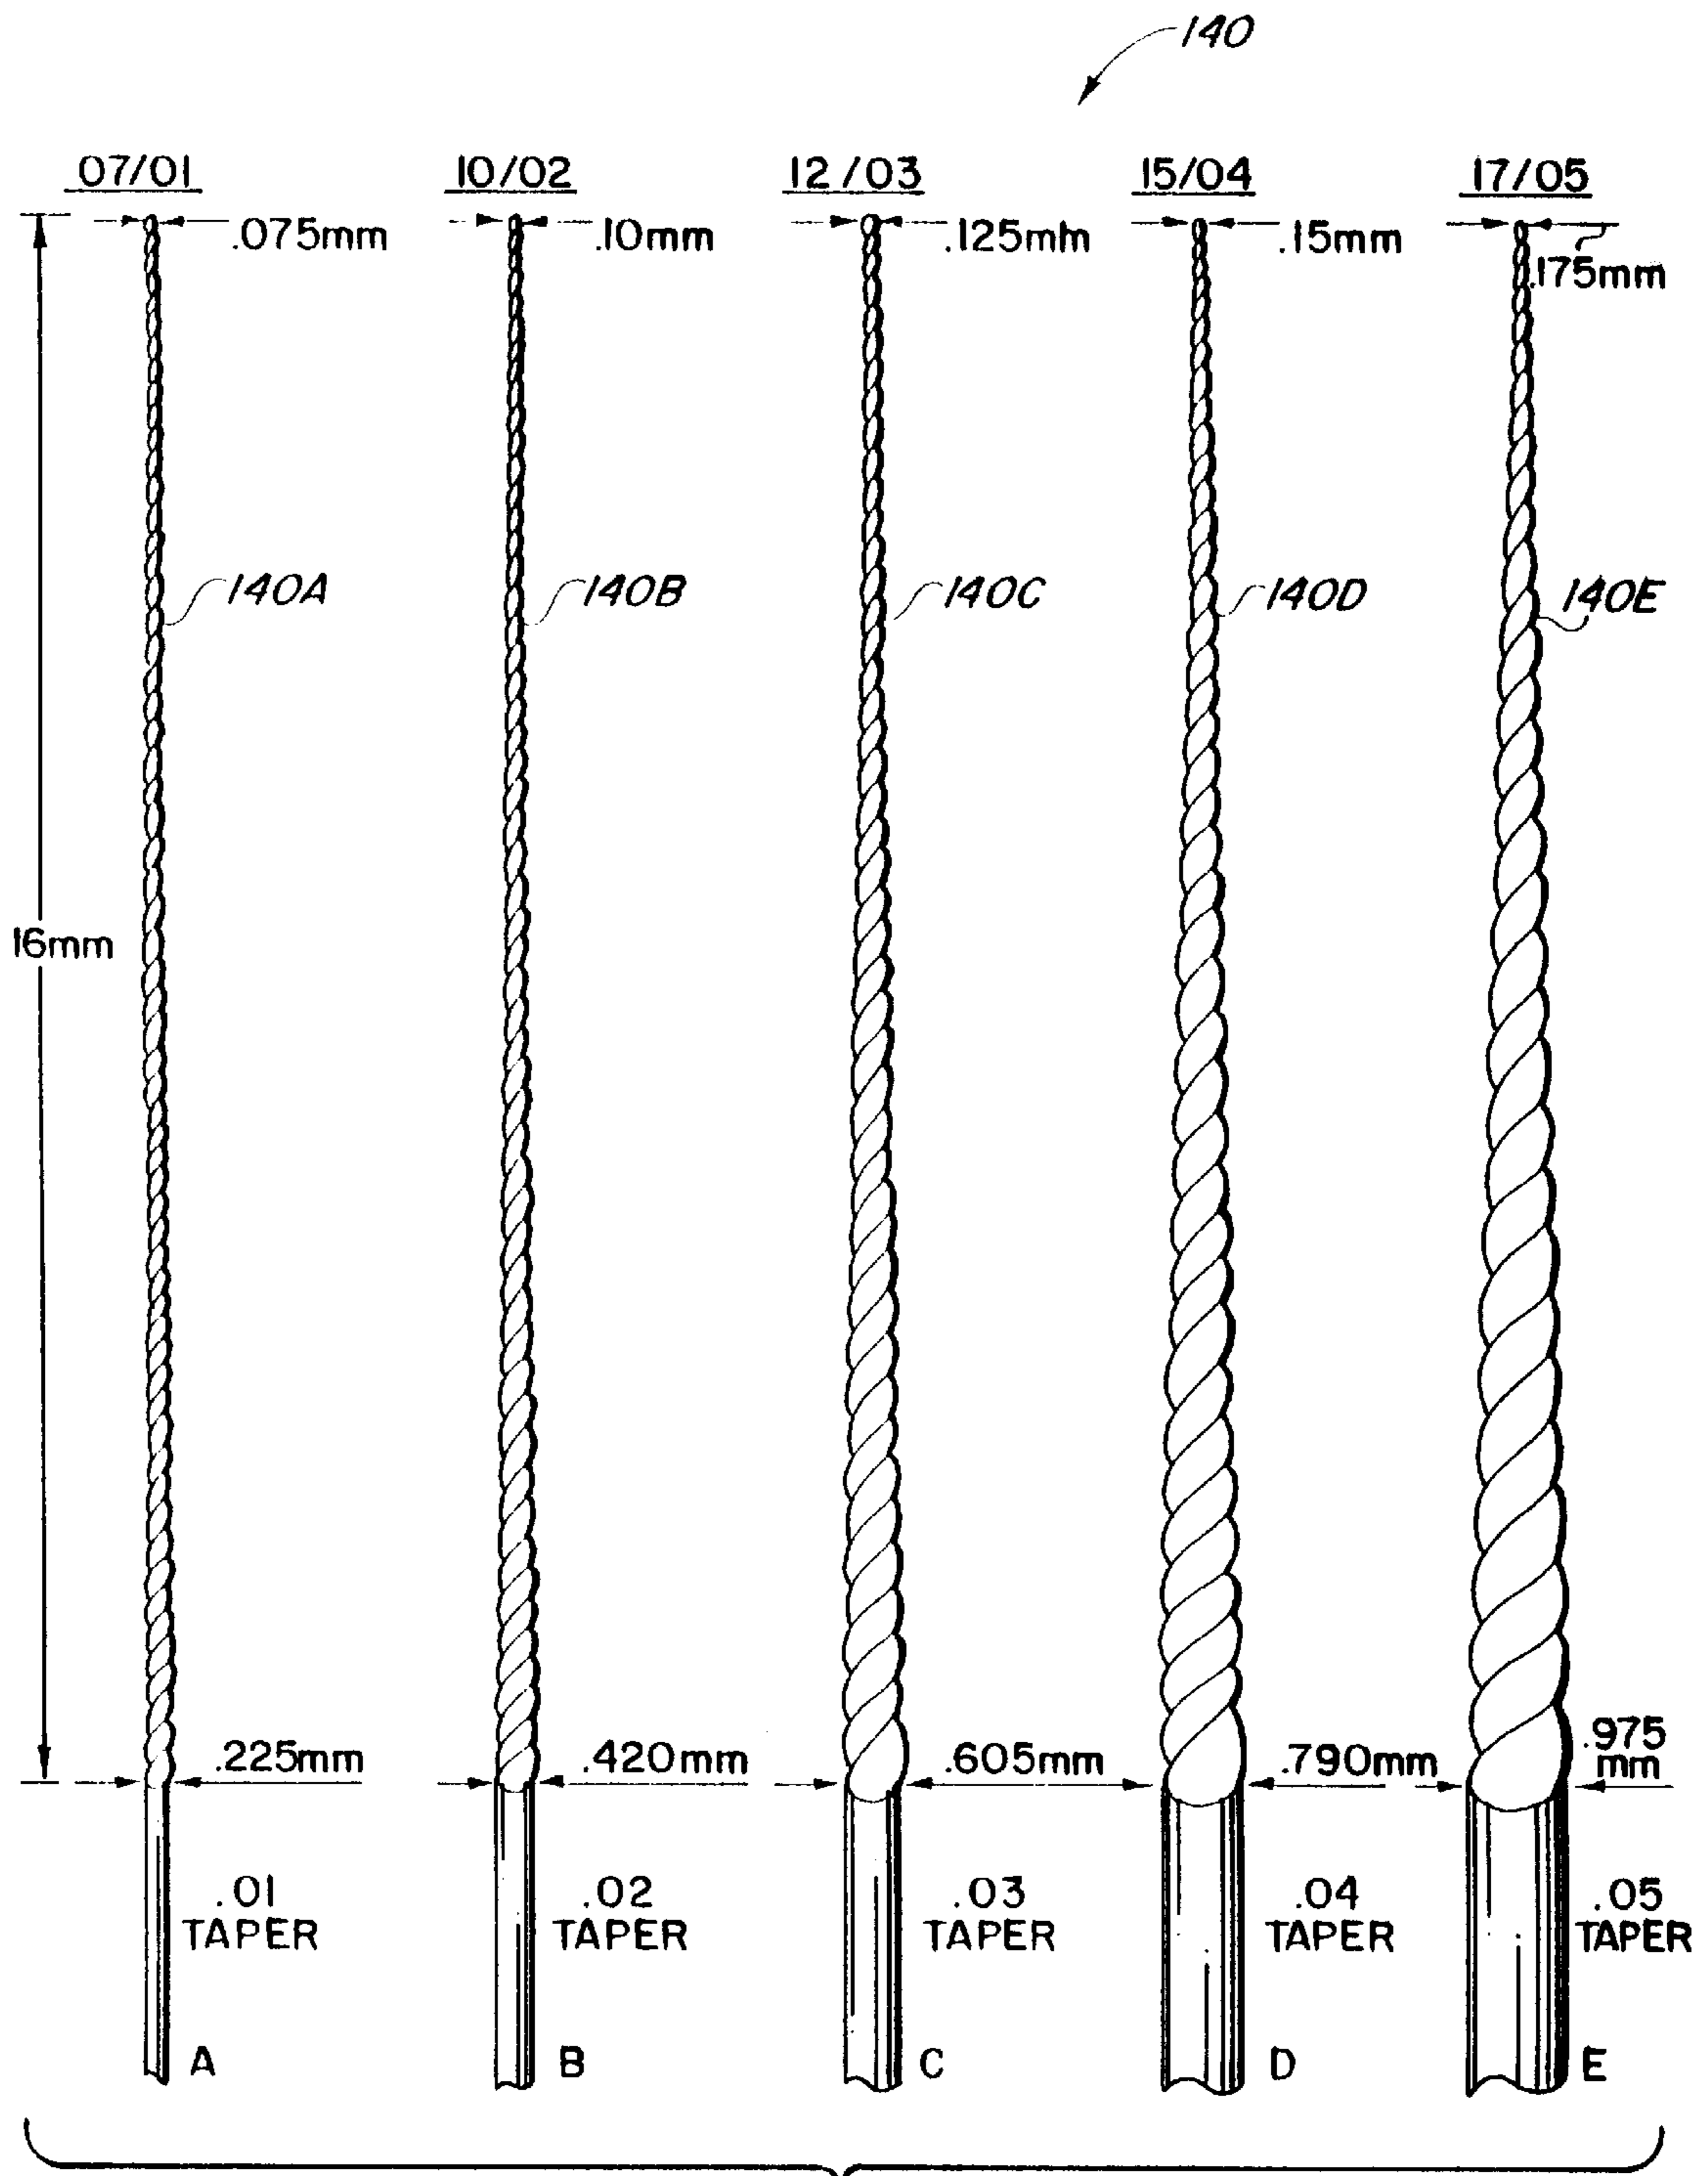 140
07/01
10/02
12/03
15/04
17/05
.075mm
.10mm
.125mm
.15mm
.175mm
140A
140B
140C
140D
140E
16mm
.225mm
.420mm
.605mm
.790mm
.975
mm
.01
TAPER
.02
TAPER
.03
TAPER
.04
TAPER
.05
TAPER
A
B
C
D
E